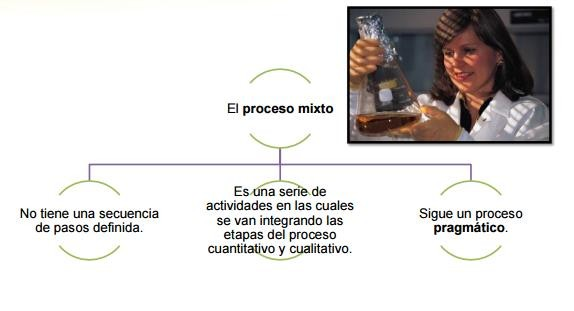 El proceso mixto
No tiene una secuencia
de pasos definida.
Es una serie de
actividades en las cuales
se van integrando las
etapas del proceso
cuantitativo y cualitativo.
Sigue un proceso
pragmático.